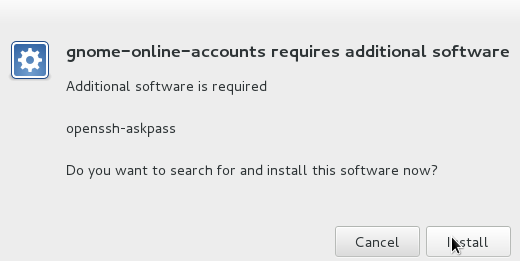 gnome-online-accounts requires additional software
Additional software is required
openssh-askpass
Do you want to search for and install this software now?
Cancel
Install